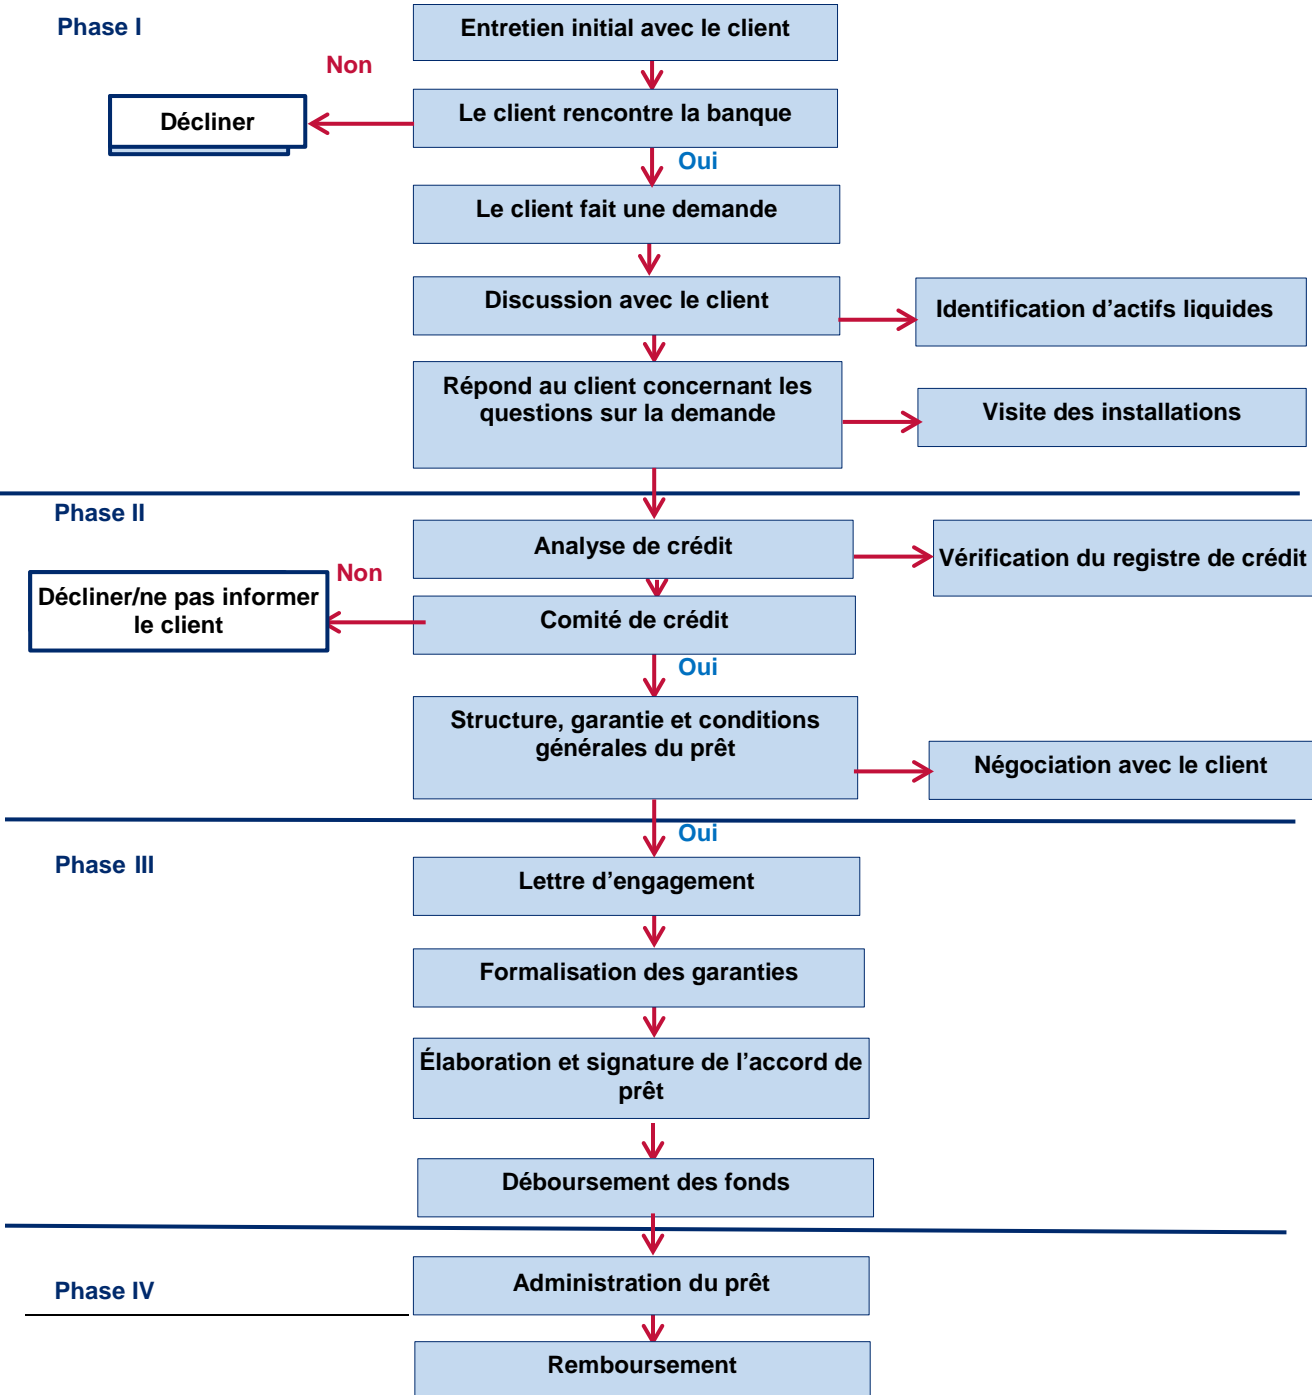 Phase I
Entretien initial avec le client
Non
Décliner
Le client rencontre la banque
Oui
Le client fait une demande
Discussion avec le client
Identification d’actifs liquides
Répond au client concernant les
questions sur la demande
Visite des installations
Phase II
Analyse de crédit
Vérification du registre de crédit
Non
Décliner/ne pas informer
le client
Comité de crédit
Oui
Structure, garantie et conditions
générales du prêt
Négociation avec le client
Oui
Phase III
Lettre d’engagement
Formalisation des garanties
Élaboration et signature de l’accord de
prêt
Déboursement des fonds
Phase IV
Administration du prêt
Remboursement